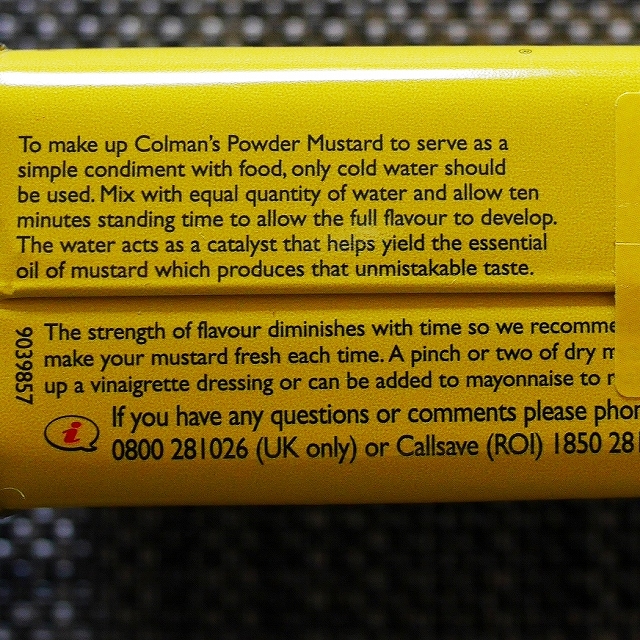 To make up Colman's Powder Mustard to serve as a
simple condiment with food, only cold water should
be used. Mix with equal quantity of water and allow ten
minutes standing time to allow the full flavour to develop.
The water acts as a catalyst that helps yield the essential
oil of mustard which produces that unmistakable taste.
The strength of flavour diminishes with time so we recomme
make your mustard fresh each time. A pinch or two of dry m
up a vinaigrette dressing or can be added to mayonnaise to
9039857
i
If you have any questions or comments please phon
0800 281026 (UK only) or Callsave (ROI) 1850 281